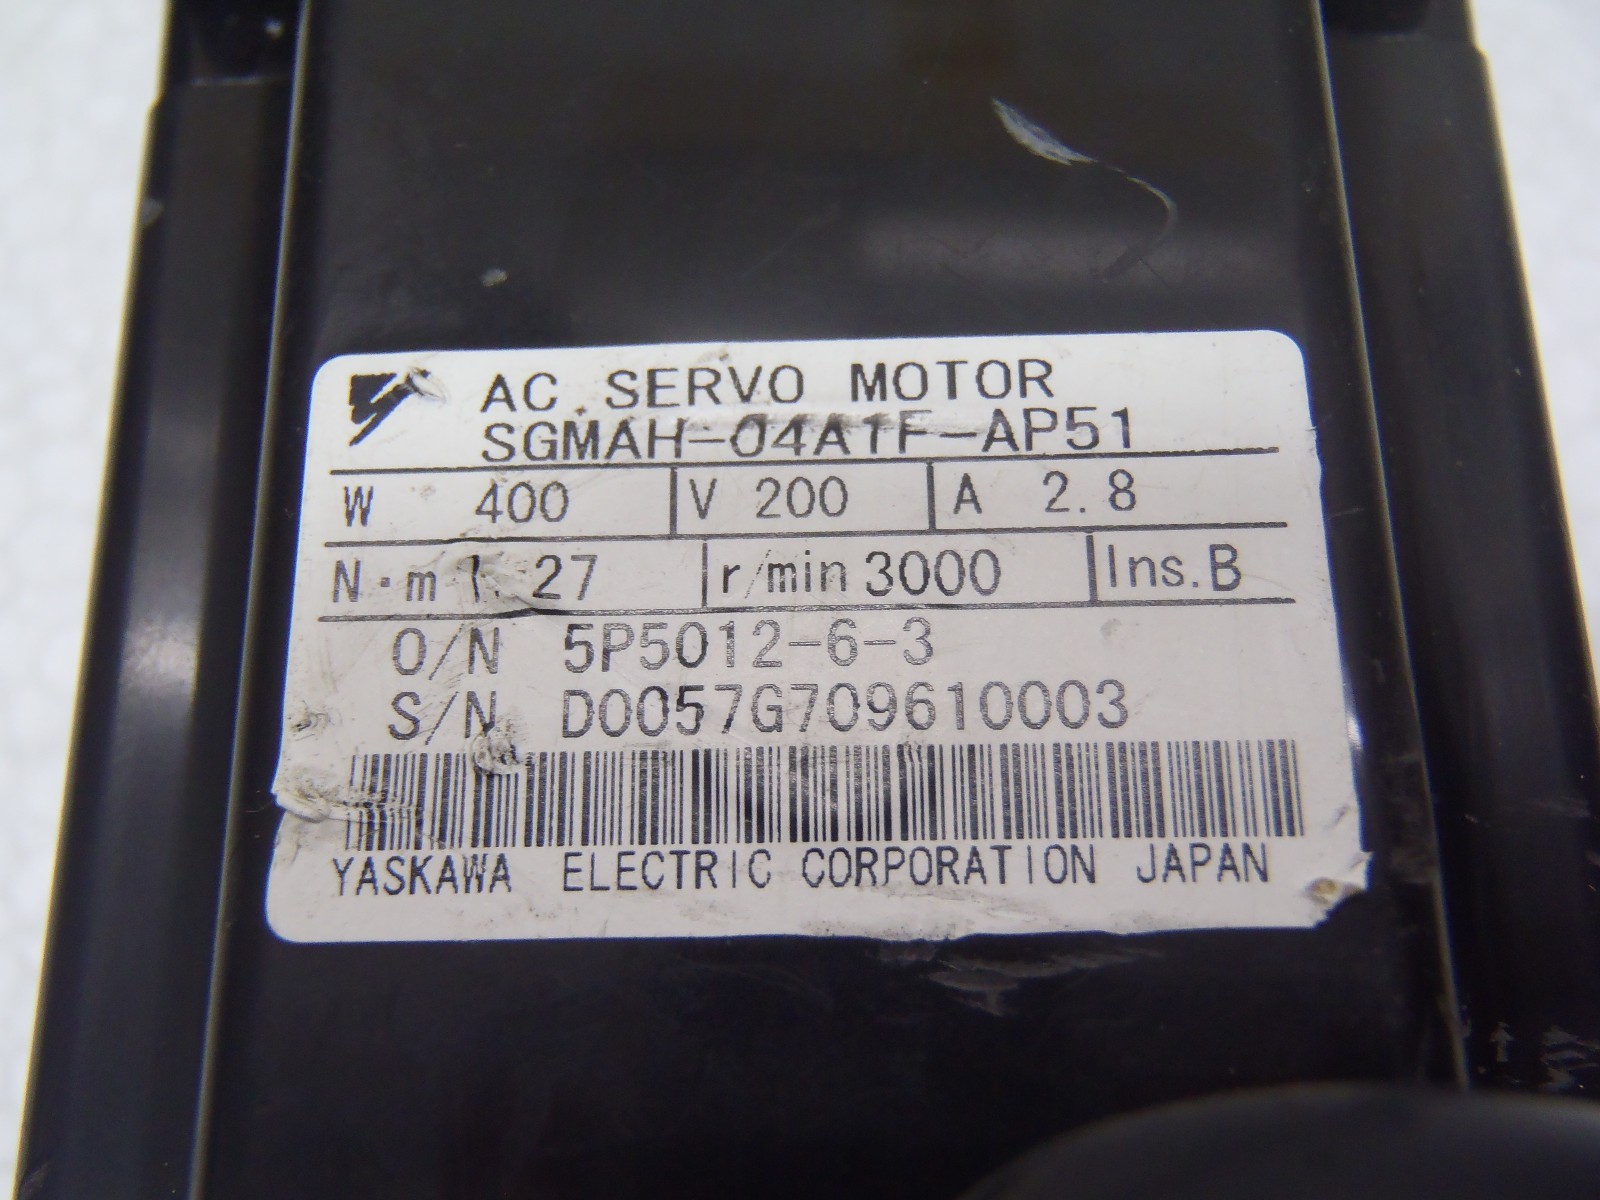 AC SERVO MOTOR
SGMAH-04A1F-AP51
W 400 V 200 A 2.8
N·m 1.27 r/min 3000 Ins. B
O/N 5P5012-6-3
S/N D0057G709610003
YASKAWA ELECTRIC CORPORATION JAPAN